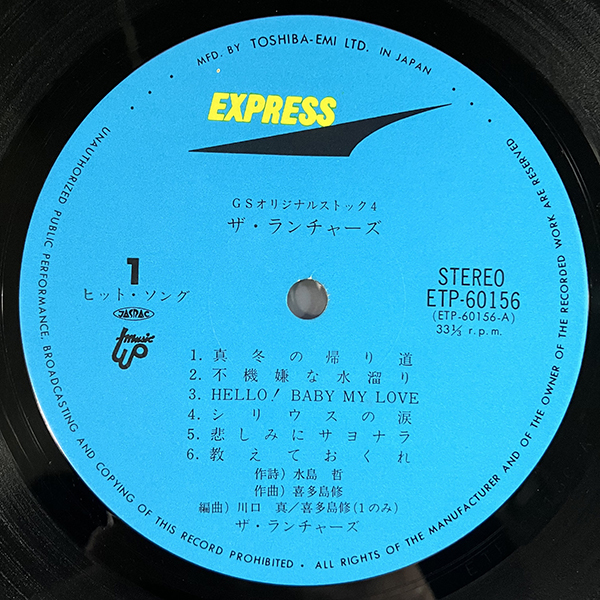 MFD. BY TOSHIBA-EMI LTD. IN JAPAN
EXPRESS
GSオリジナルストック4
ザ・ランチャーズ
1
ヒット・ソング
JASRAC
music up
STEREO
ETP-60156
(ETP-60156-A)
33⅓ r.p.m.
1. 真冬の帰り道
2. 不機嫌な水溜り
3. HELLO! BABY MY LOVE
4. シリウスの涙
5. 悲しみにサヨナラ
6. 教えておくれ
作詩) 水島 哲
作曲) 喜多島修
編曲) 川口 真/喜多島修(1のみ)
ザ・ランチャーズ
UNAUTHORIZED PUBLIC PERFORMANCE, BROADCASTING AND COPYING OF THIS RECORD PROHIBITED • ALL RIGHTS OF THE MANUFACTURER AND OF THE OWNER OF THE RECORDED WORK ARE RESERVED